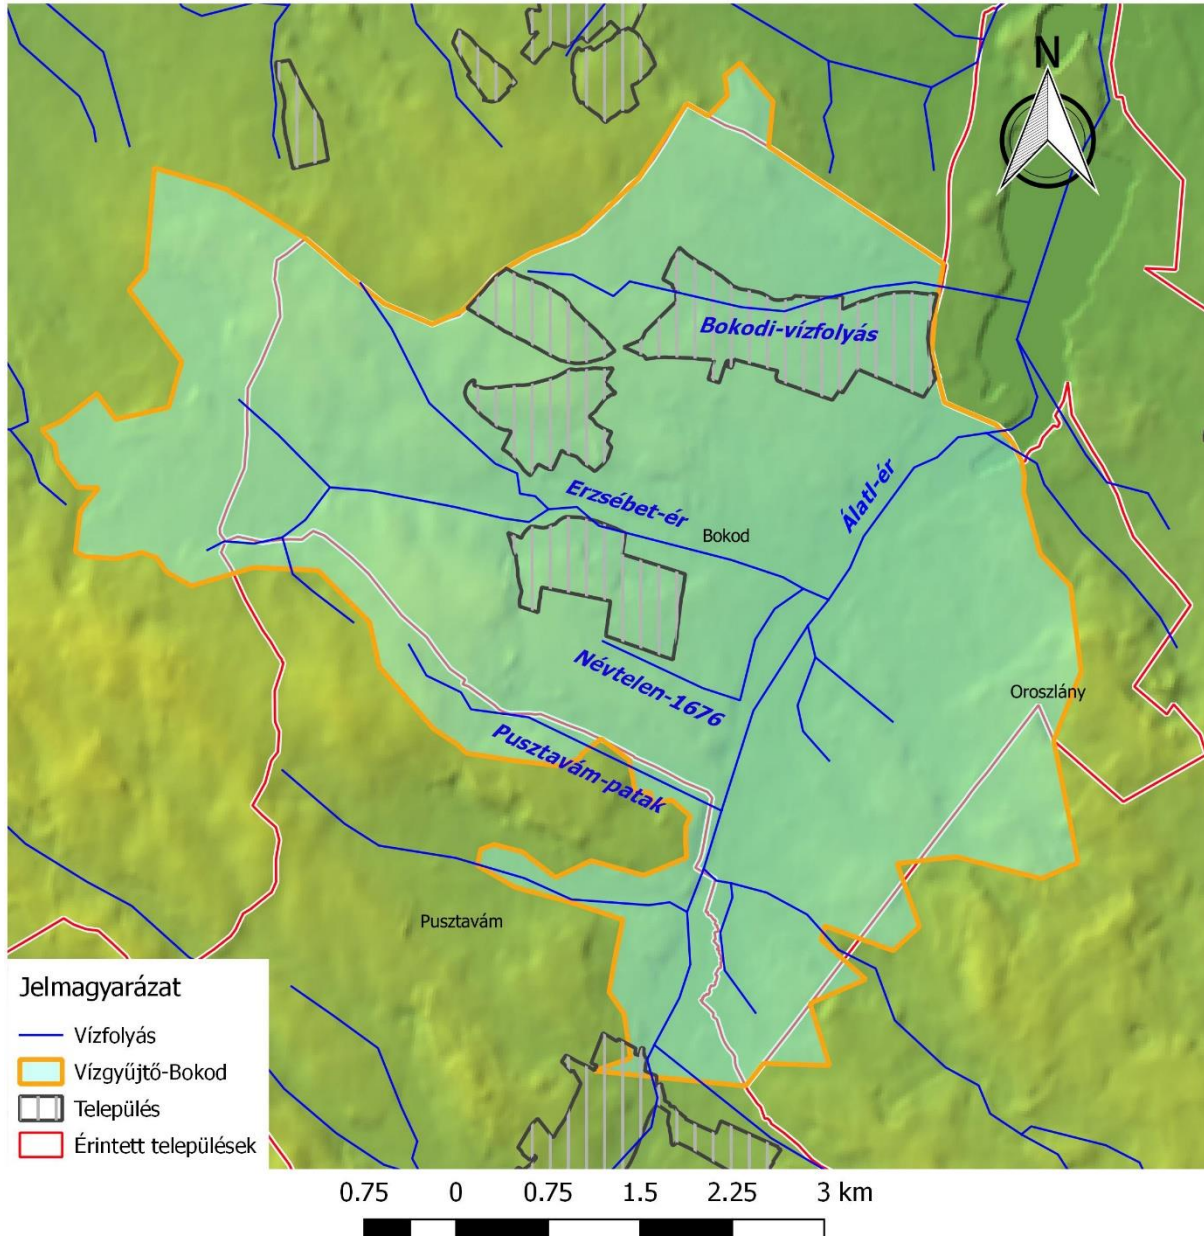 N
Bokodi-vízfolyás
Erzsébet-ér
Bokod
Álatl-ér
Névtelen-1676
Oroszlány
Pusztavám-patak
Pusztavám
Jelmagyarázat
Vízfolyás
Vízgyűjtő-Bokod
Település
Érintett települések
0.75 0 0.75 1.5 2.25 3 km